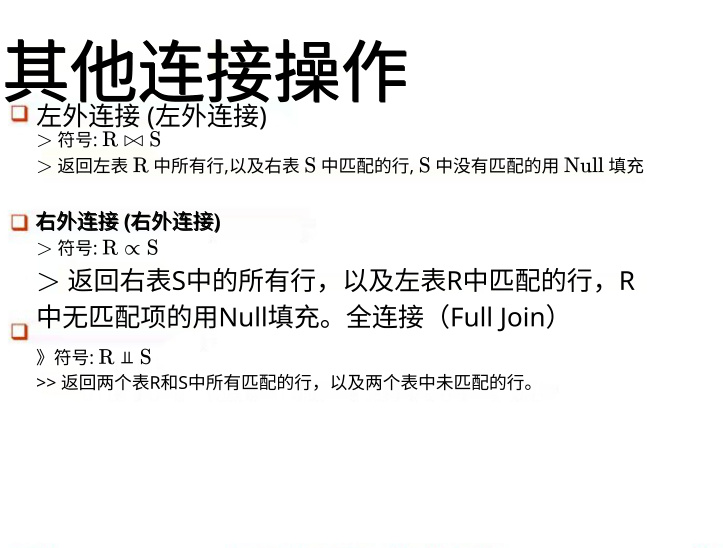 其他连接操作
左外连接 (左外连接)
> 符号: R ⋈ S
> 返回左表 R 中所有行,以及右表 S 中匹配的行, S 中没有匹配的用 Null 填充
右外连接 (右外连接)
> 符号: R ∝ S
> 返回右表S中的所有行，以及左表R中匹配的行，R
中无匹配项的用Null填充。全连接（Full Join）
》符号: R ⫫ S
>> 返回两个表R和S中所有匹配的行，以及两个表中未匹配的行。